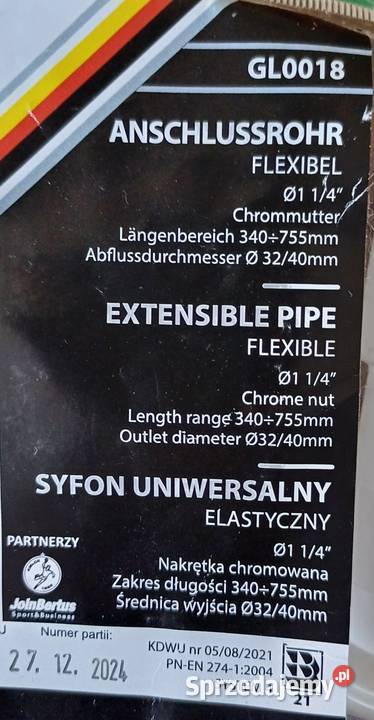 GL0018
ANSCHLUSSROHR
FLEXIBEL
Ø1 1/4”
Chrommutter
Längenbereich 340÷755mm
Abflussdurchmesser Ø 32/40mm
EXTENSIBLE PIPE
FLEXIBLE
Ø1 1/4”
Chrome nut
Length range 340÷755mm
Outlet diameter Ø32/40mm
SYFON UNIWERSALNY
ELASTYCZNY
Ø1 1/4”
Nakrętka chromowana
Zakres długości 340÷755mm
Średnica wyjścia Ø32/40mm
PARTNERZY
JoinBertus
Sport&Business
Numer partii:
27. 12. 2024
KDWU nr 05/08/2021
PN-EN 274-1:2004
B
21
Sprzedajemy.pl